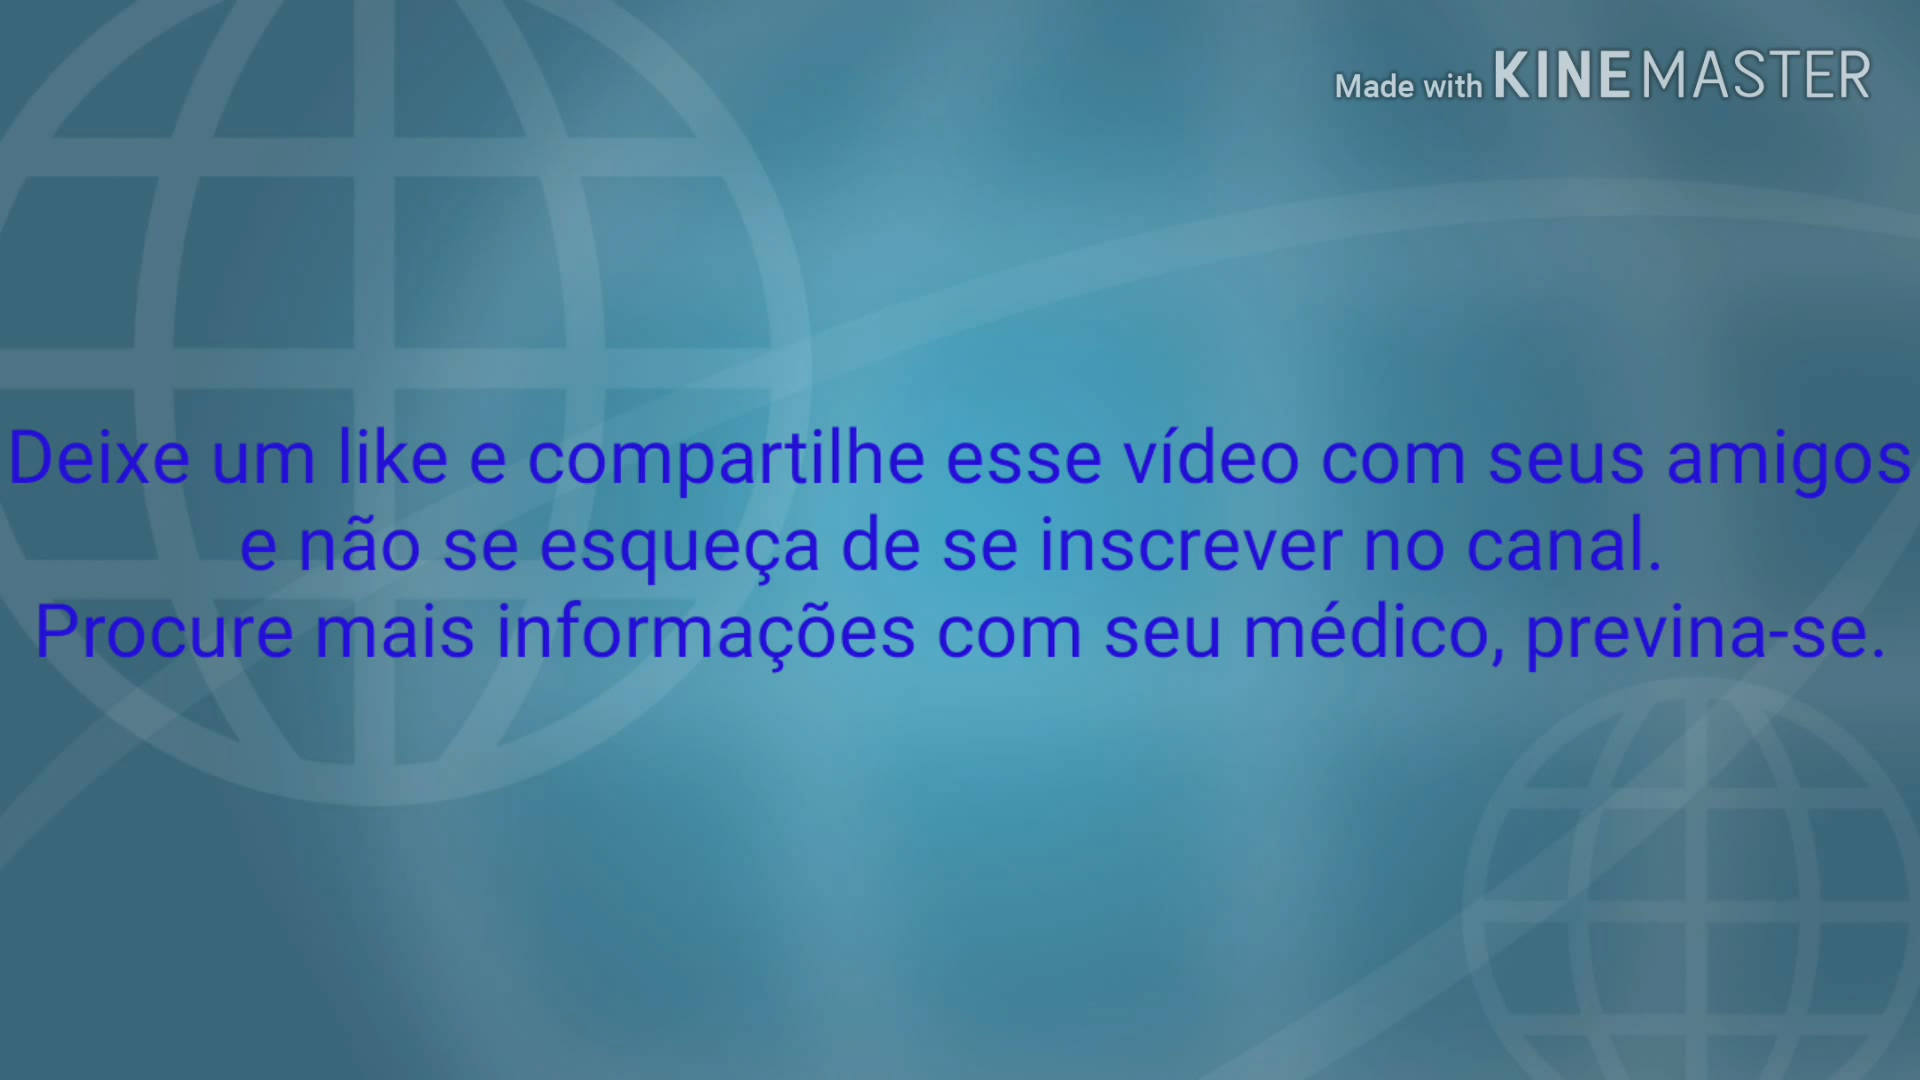 Made with KINEMASTER
Deixe um like e compartilhe esse vídeo com seus amigos
e não se esqueça de se inscrever no canal.
Procure mais informações com seu médico, previna-se.